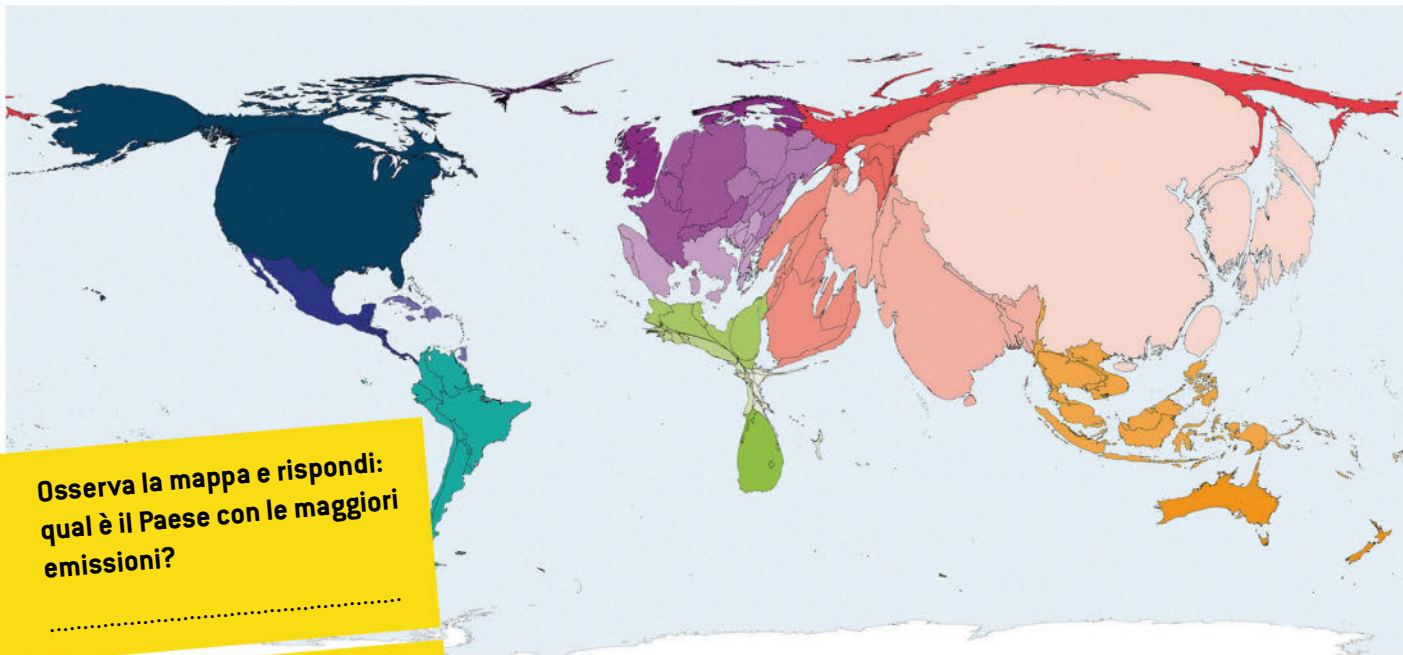 Osserva la mappa e rispondi:
qual è il Paese con le maggiori
emissioni?
......................................................